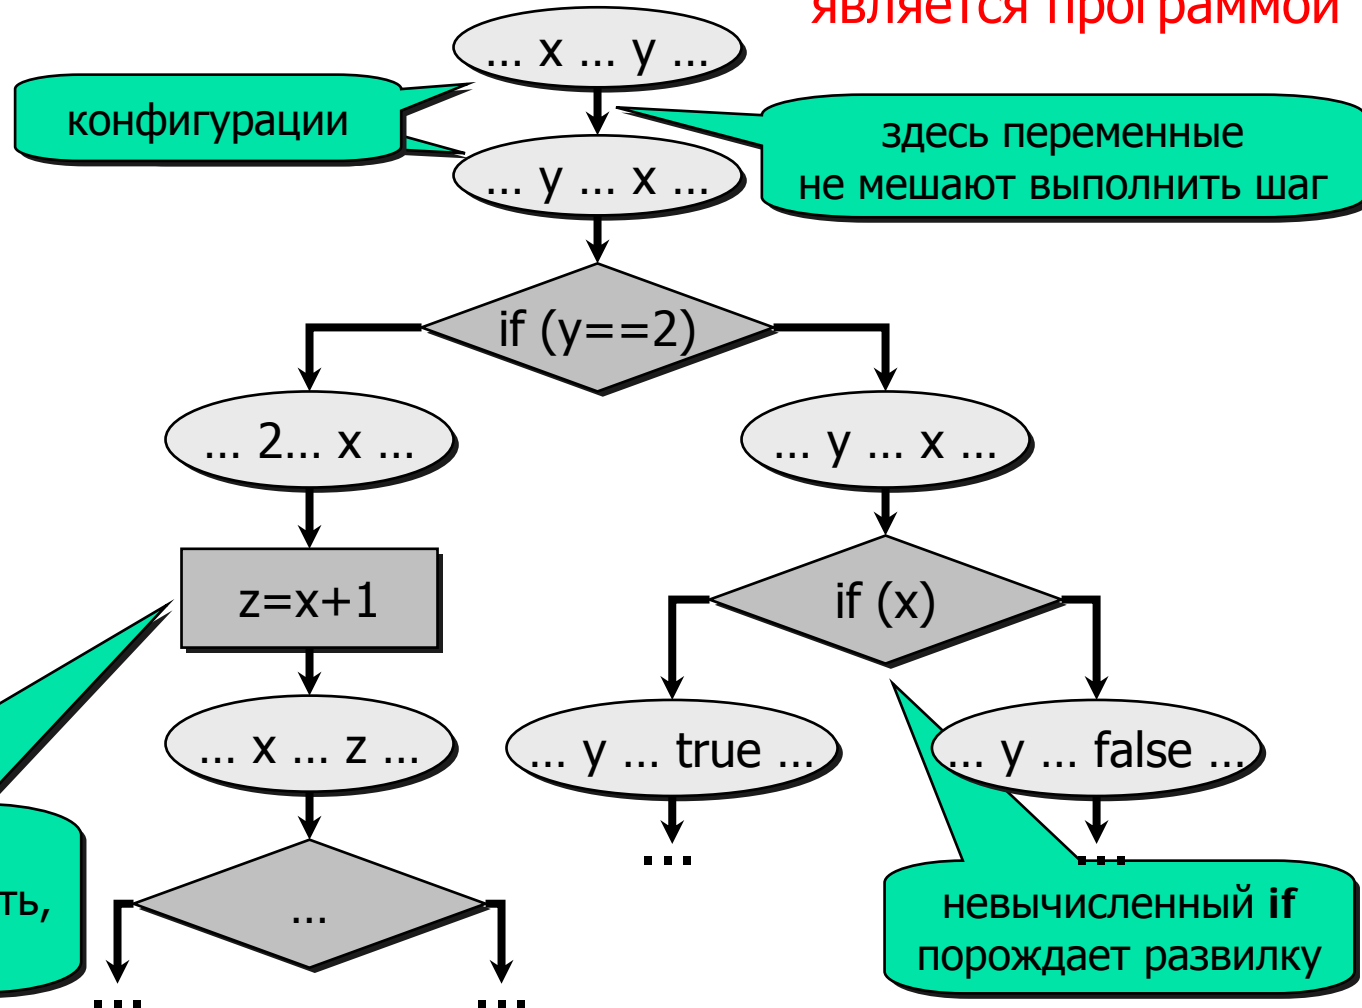 является программой
... x ... y ...
конфигурации
здесь переменные
не мешают выполнить шаг
... y ... x ...
if (y==2)
... 2... x ...
... y ... x ...
z=x+1
if (x)
... x ... z ...
... y ... true ...
... y ... false ...
...
...
...
невычисленный if
порождает развилку
...
...